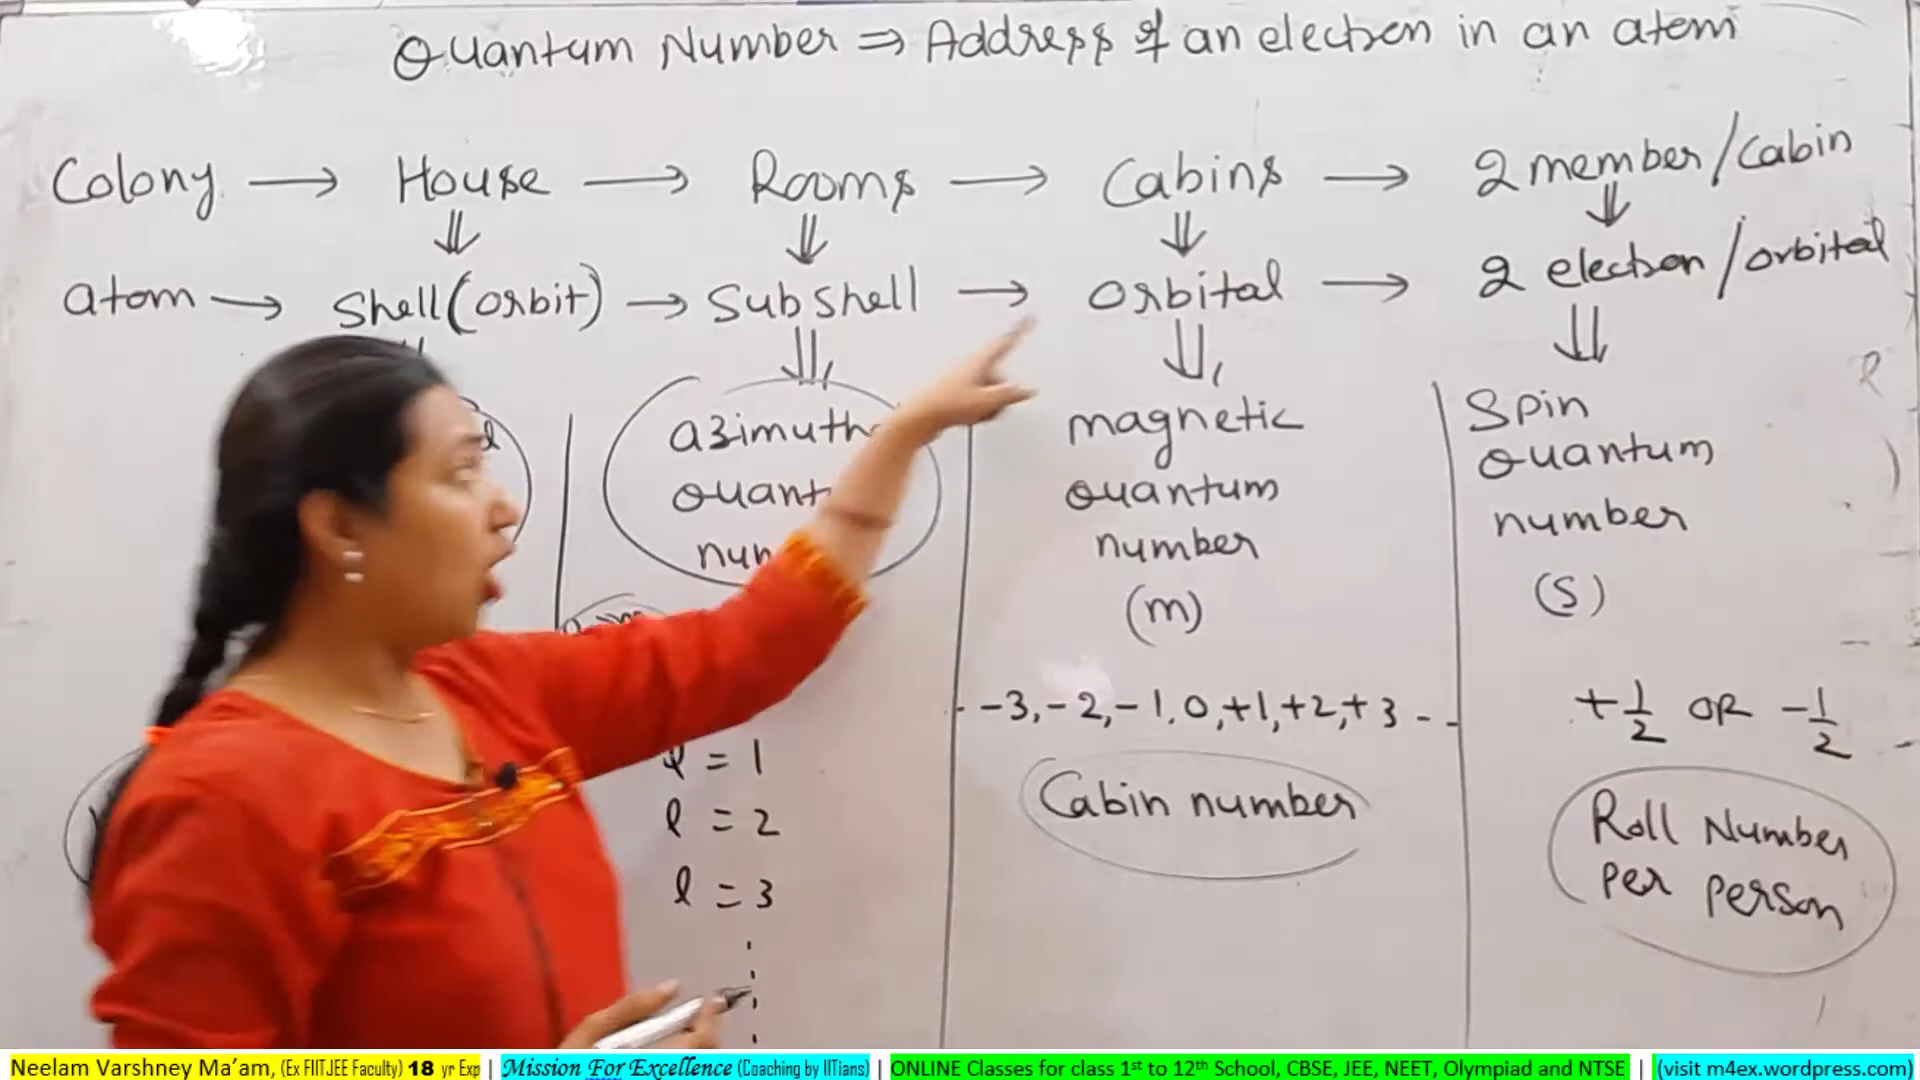 Quantum Number ⇒ Address of an electron in an atom
Colony → House → Rooms → Cabins → 2 member/Cabin
⇓ ⇓ ⇓ ⇓
atom → Shell(orbit) → Subshell → orbital → 2 electron/orbital
⇓ ⇓ ⇓
magnetic
quantum
number
(m)
- -3, -2, -1, 0, +1, +2, +3 - -
Cabin number
Spin
quantum
number
(S)
+1/2 OR -1/2
Roll Number
per person
l = 1
l = 2
l = 3
Neelam Varshney Ma’am, (Ex FIITJEE Faculty) 18 yr Exp | Mission For Excellence (Coaching by IITians) | ONLINE Classes for class 1st to 12th School, CBSE, JEE, NEET, Olympiad and NTSE | (visit m4ex.wordpress.com)